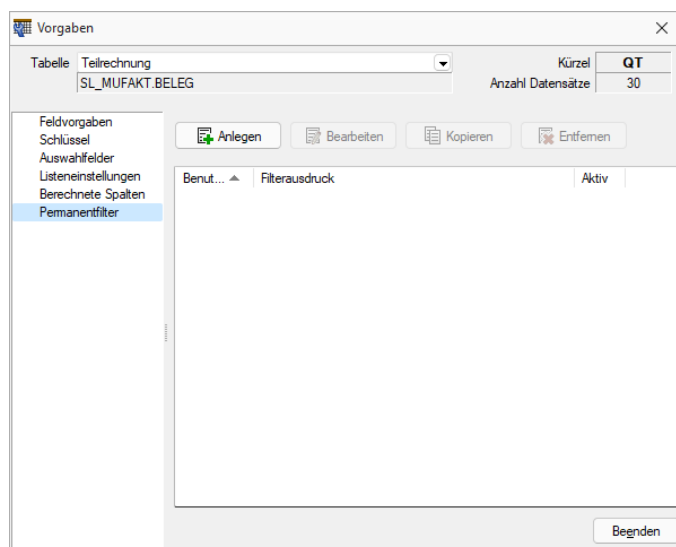 Vorgaben
Tabelle Teilrechnung Kürzel QT
SL_MUFAKT.BELEG Anzahl Datensätze 30
Feldvorgaben
Schlüssel
Auswahlfelder
Listeneinstellungen
Berechnete Spalten
Permanentfilter
Anlegen Bearbeiten Kopieren Entfernen
Benut... Filterausdruck Aktiv
Beenden